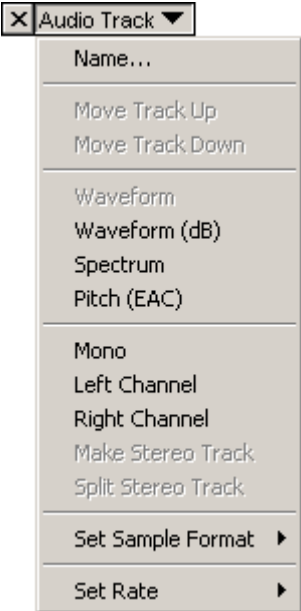 Audio Track
Name...
Move Track Up
Move Track Down
Waveform
Waveform (dB)
Spectrum
Pitch (EAC)
Mono
Left Channel
Right Channel
Make Stereo Track
Split Stereo Track
Set Sample Format
Set Rate